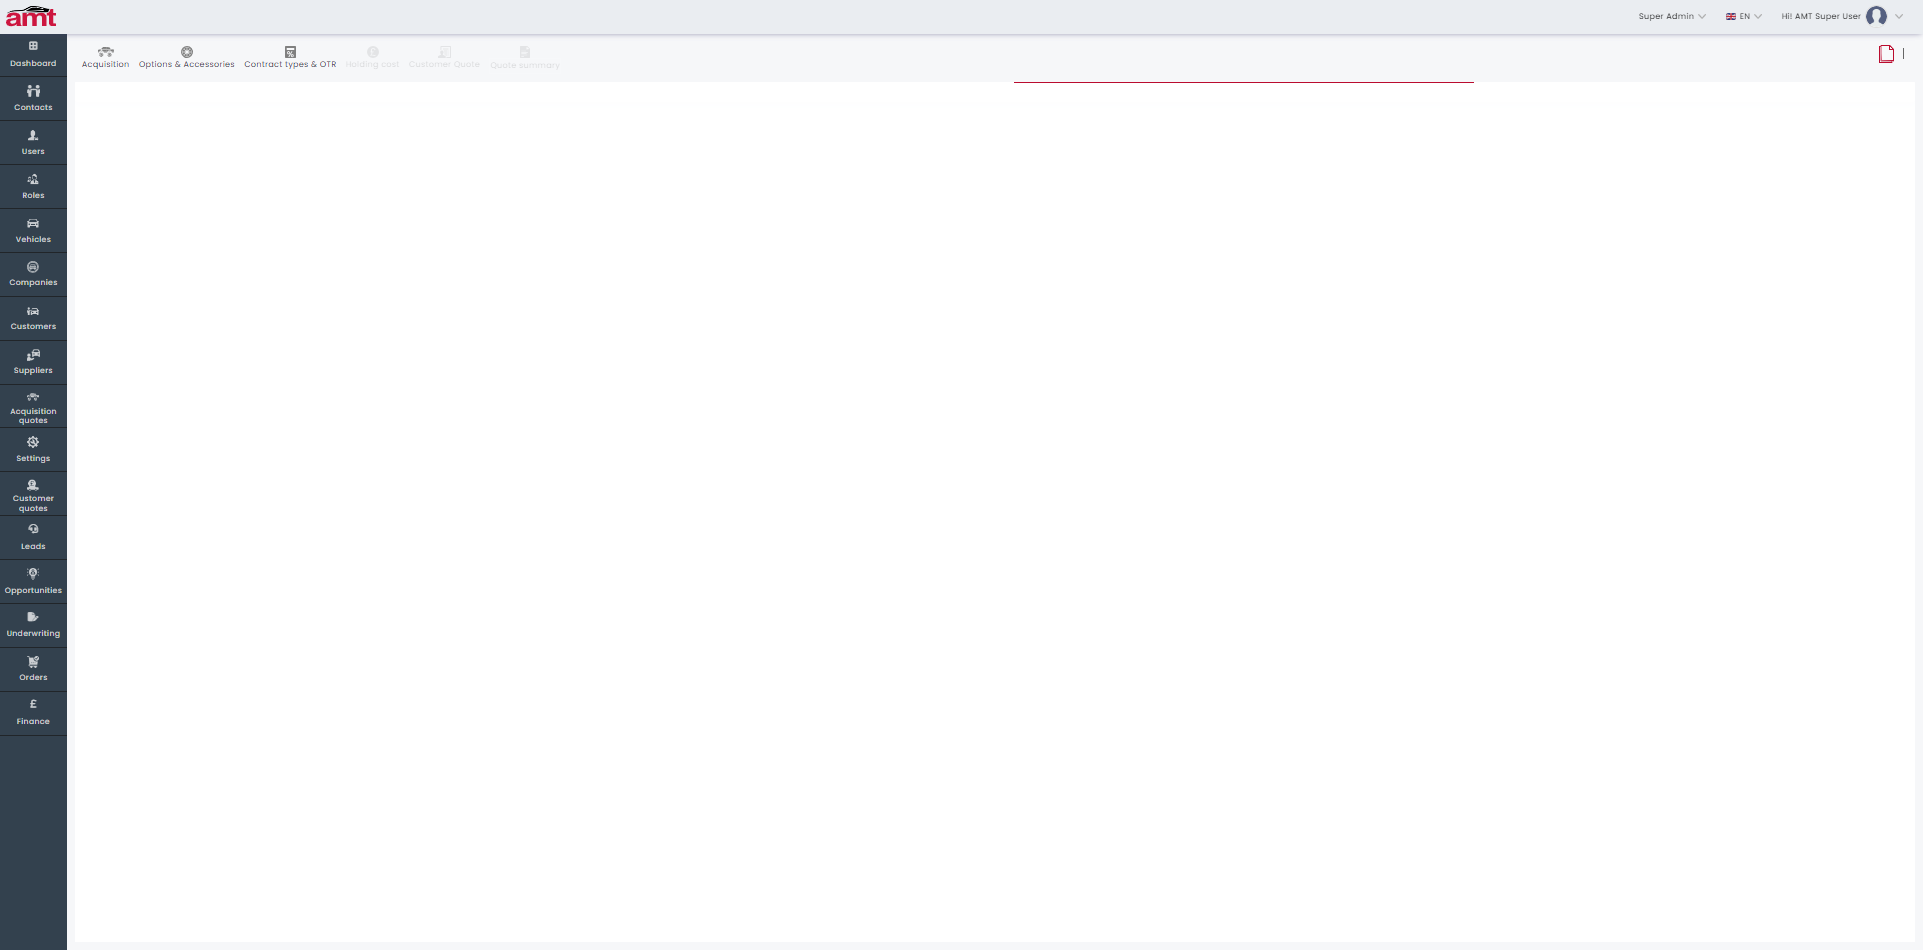 amt
Super Admin
EN
Hi! AMT Super User
Acquisition
Options & Accessories
Contract types & OTR
Holding cost
Customer Quote
Quote summary
Dashboard
Contacts
Users
Roles
Vehicles
Companies
Customers
Suppliers
Acquisition
quotes
Settings
Customer
quotes
Leads
Opportunities
Underwriting
Orders
£
Finance